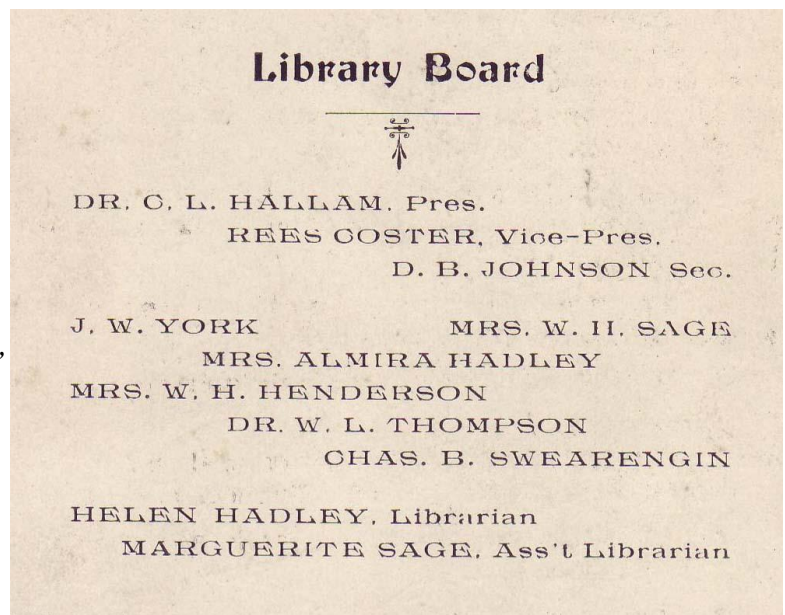 Library Board
DR. C. L. HALLAM, Pres.
REES COSTER, Vice-Pres.
D. B. JOHNSON Sec.
J. W. YORK MRS. W. H. SAGE
MRS. ALMIRA HADLEY
MRS. W. H. HENDERSON
DR. W. L. THOMPSON
CHAS. B. SWEARENGIN
HELEN HADLEY, Librarian
MARGUERITE SAGE, Ass't Librarian